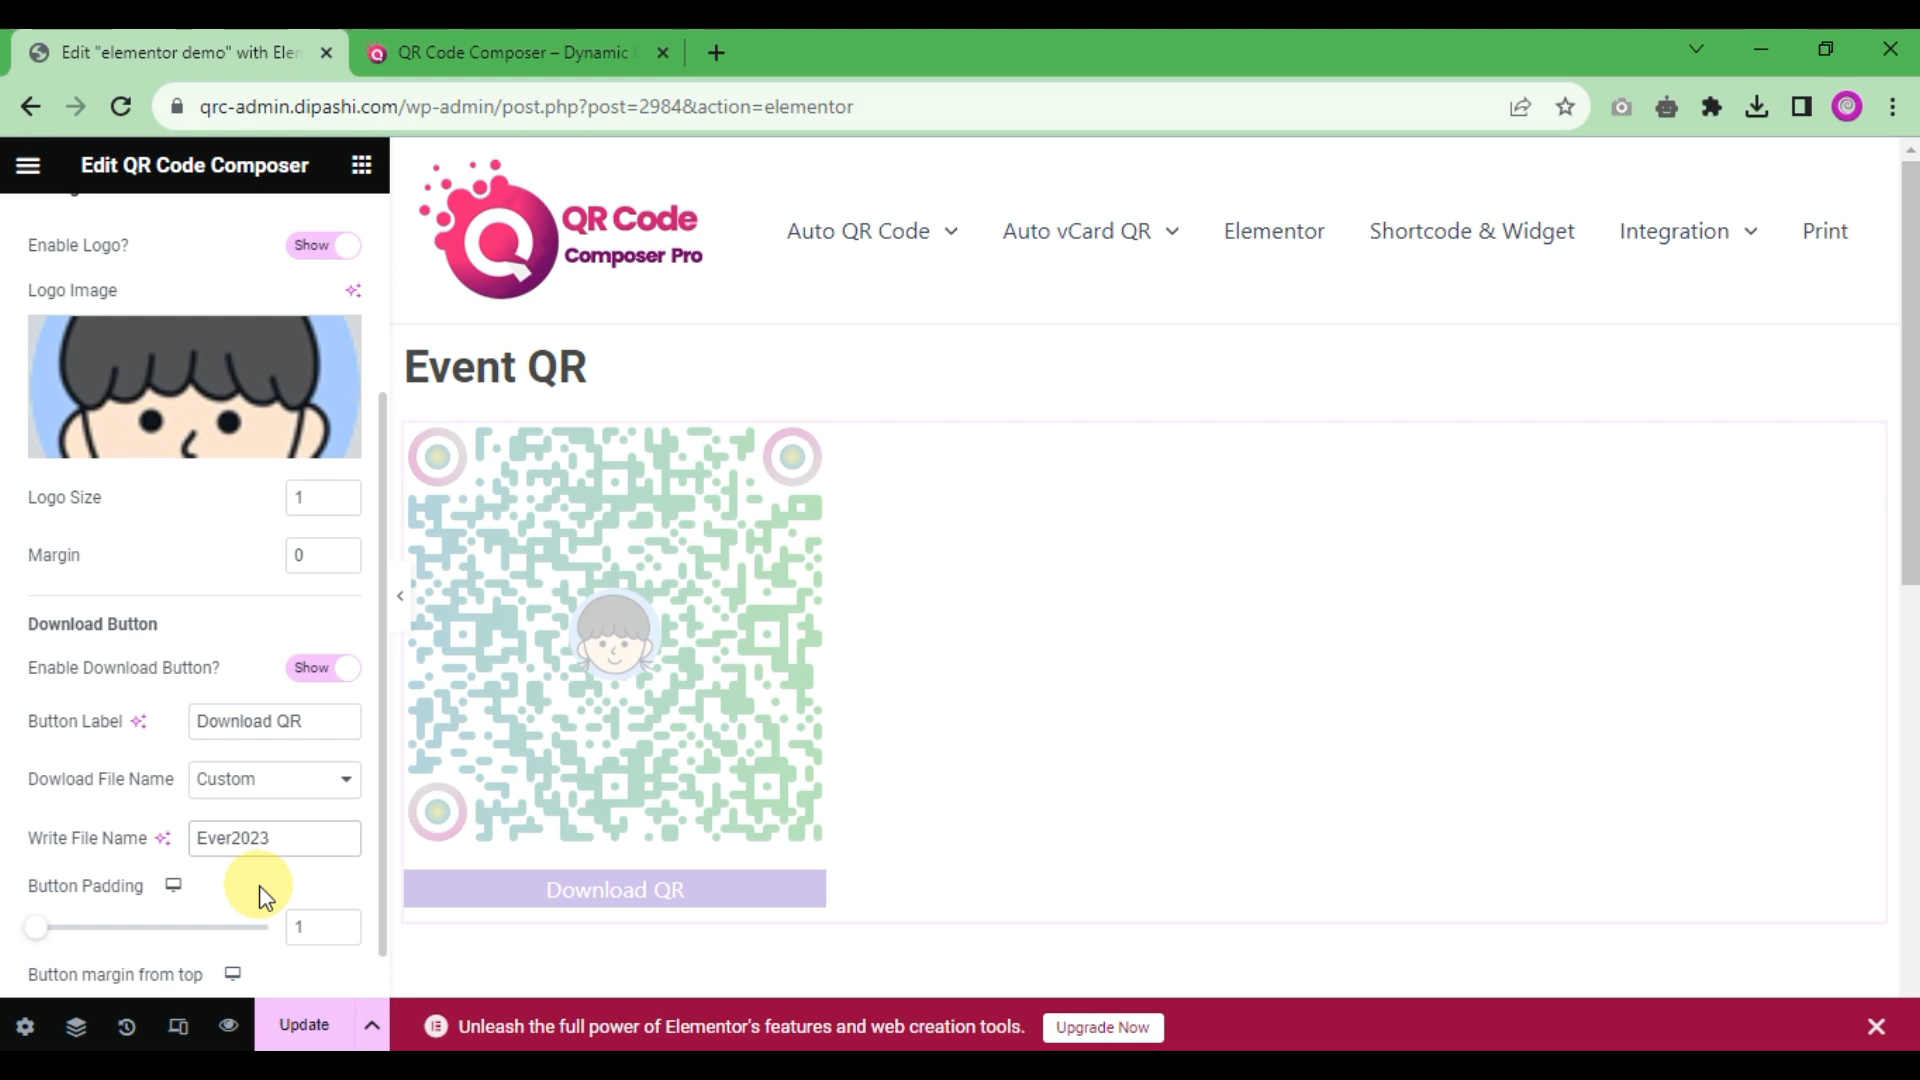 Edit "elementor demo" with Elem
QR Code Composer – Dynamic
qrc-admin.dipashi.com/wp-admin/post.php?post=2984&action=elementor
Edit QR Code Composer
Enable Logo?
Show
Logo Image
Logo Size
1
Margin
0
Download Button
Enable Download Button?
Show
Button Label
Download QR
Dowload File Name
Custom
Write File Name
Ever2023
Button Padding
1
Button margin from top
Update
QR Code
Composer Pro
Auto QR Code
Auto vCard QR
Elementor
Shortcode & Widget
Integration
Print
Event QR
Download QR
Unleash the full power of Elementor's features and web creation tools.
Upgrade Now